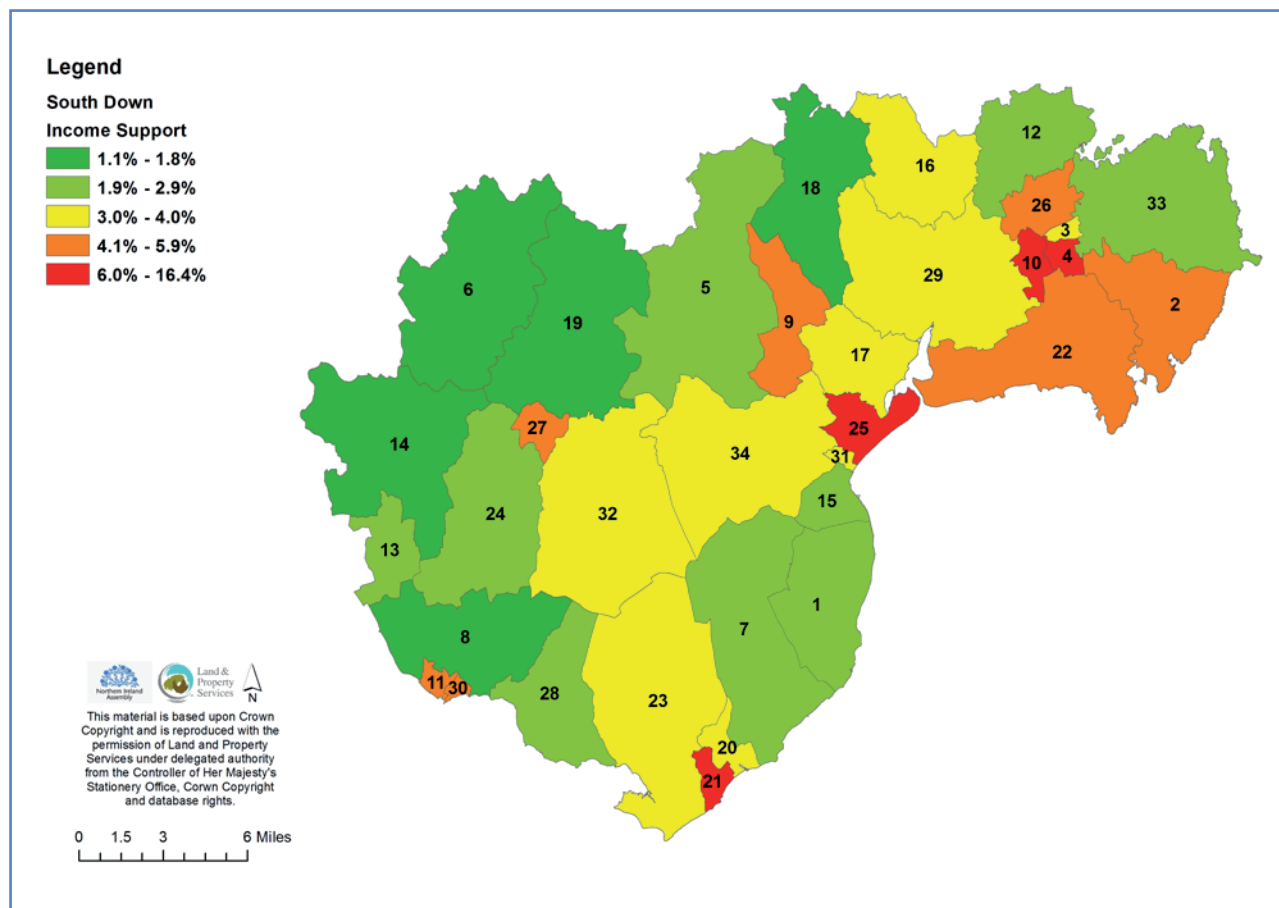 Legend
South Down
Income Support
1.1% - 1.8%
1.9% - 2.9%
3.0% - 4.0%
4.1% - 5.9%
6.0% - 16.4%
12
16
18
26
33
3
10
4
6
5
29
2
19
9
17
22
27
25
14
34
31
15
24
32
13
1
7
8
11
30
28
23
20
21
Northern Ireland
Assembly
Land &
Property
Services
N
This material is based upon Crown
Copyright and is reproduced with the
permission of Land and Property
Services under delegated authority
from the Controller of Her Majesty's
Stationery Office, Corwn Copyright
and database rights.
0 1.5 3 6 Miles